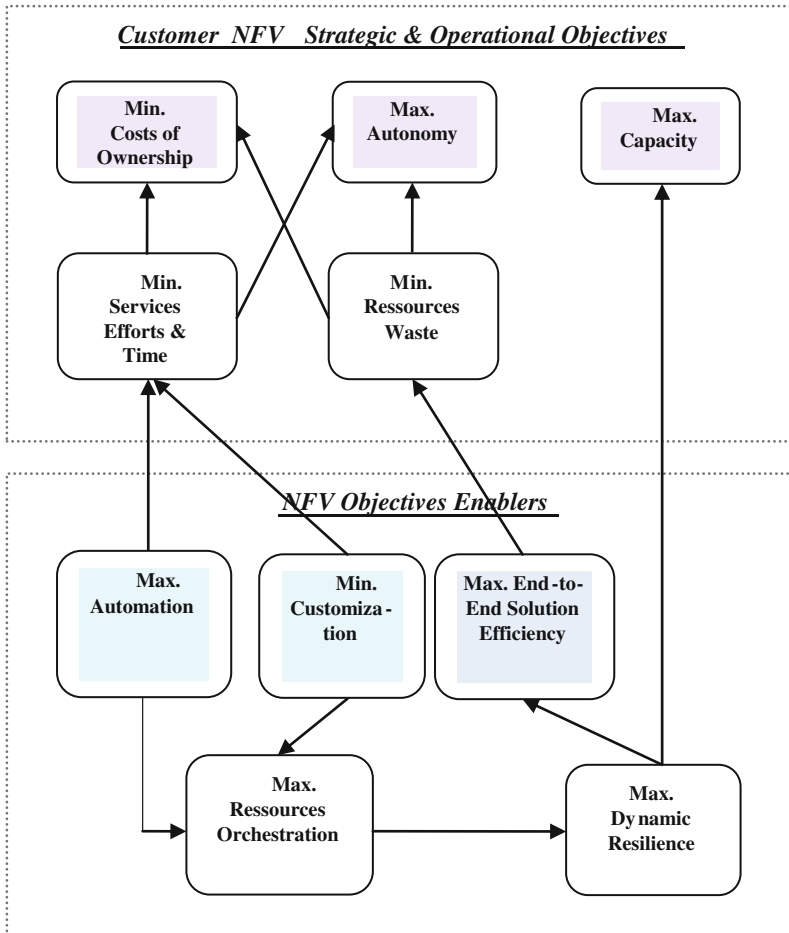 Customer NFV Strategic & Operational Objectives
Min.
Costs of
Ownership
Max.
Autonomy
Max.
Capacity
Min.
Services
Efforts &
Time
Min.
Ressources
Waste
NFV Objectives Enablers
Max.
Automation
Min.
Customiza-
tion
Max. End-to-
End Solution
Efficiency
Max.
Ressources
Orchestration
Max.
Dynamic
Resilience